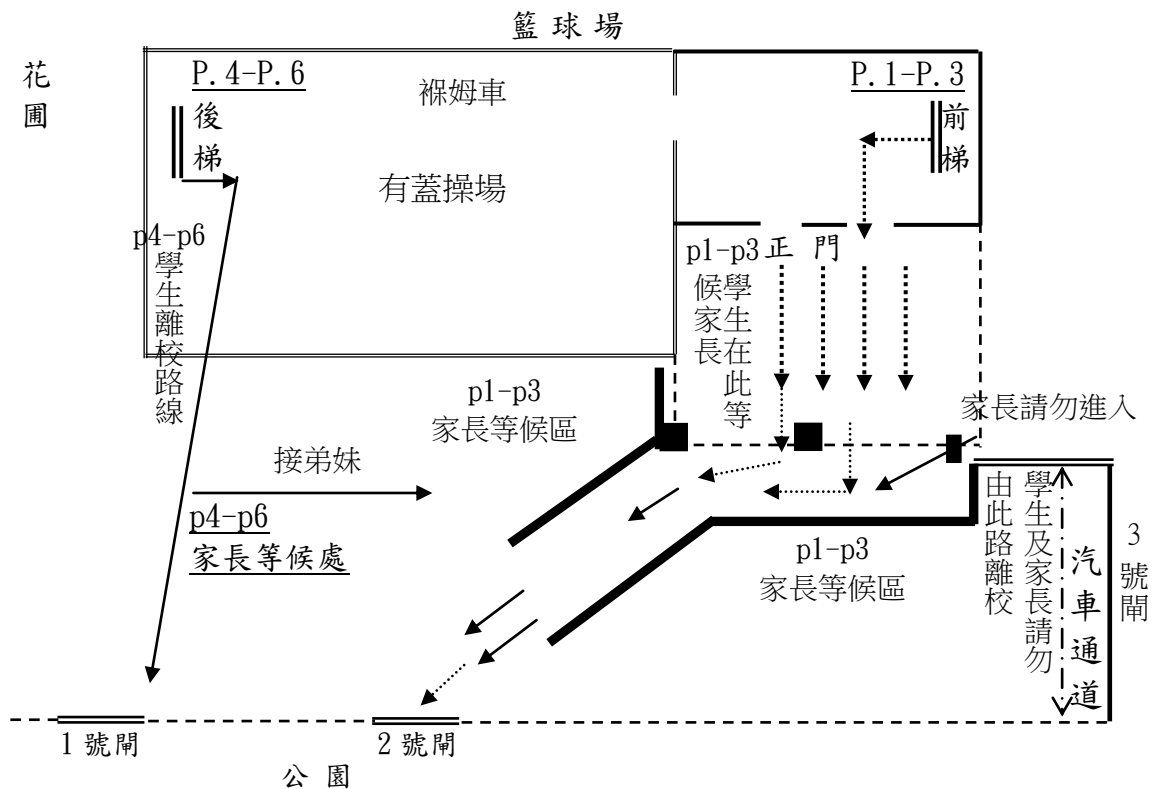 籃球場
花圃
P.4-P.6
後梯
褓姆車
有蓋操場
P.1-P.3
前梯
p4-p6
學生離校路線
p1-p3
學生在此等
候家長
正門
p1-p3
家長等候區
家長請勿進入
接弟妹
p4-p6
家長等候處
p1-p3
家長等候區
學生及家長請勿
由此路離校
汽車通道
3號閘
1號閘
2號閘
公園